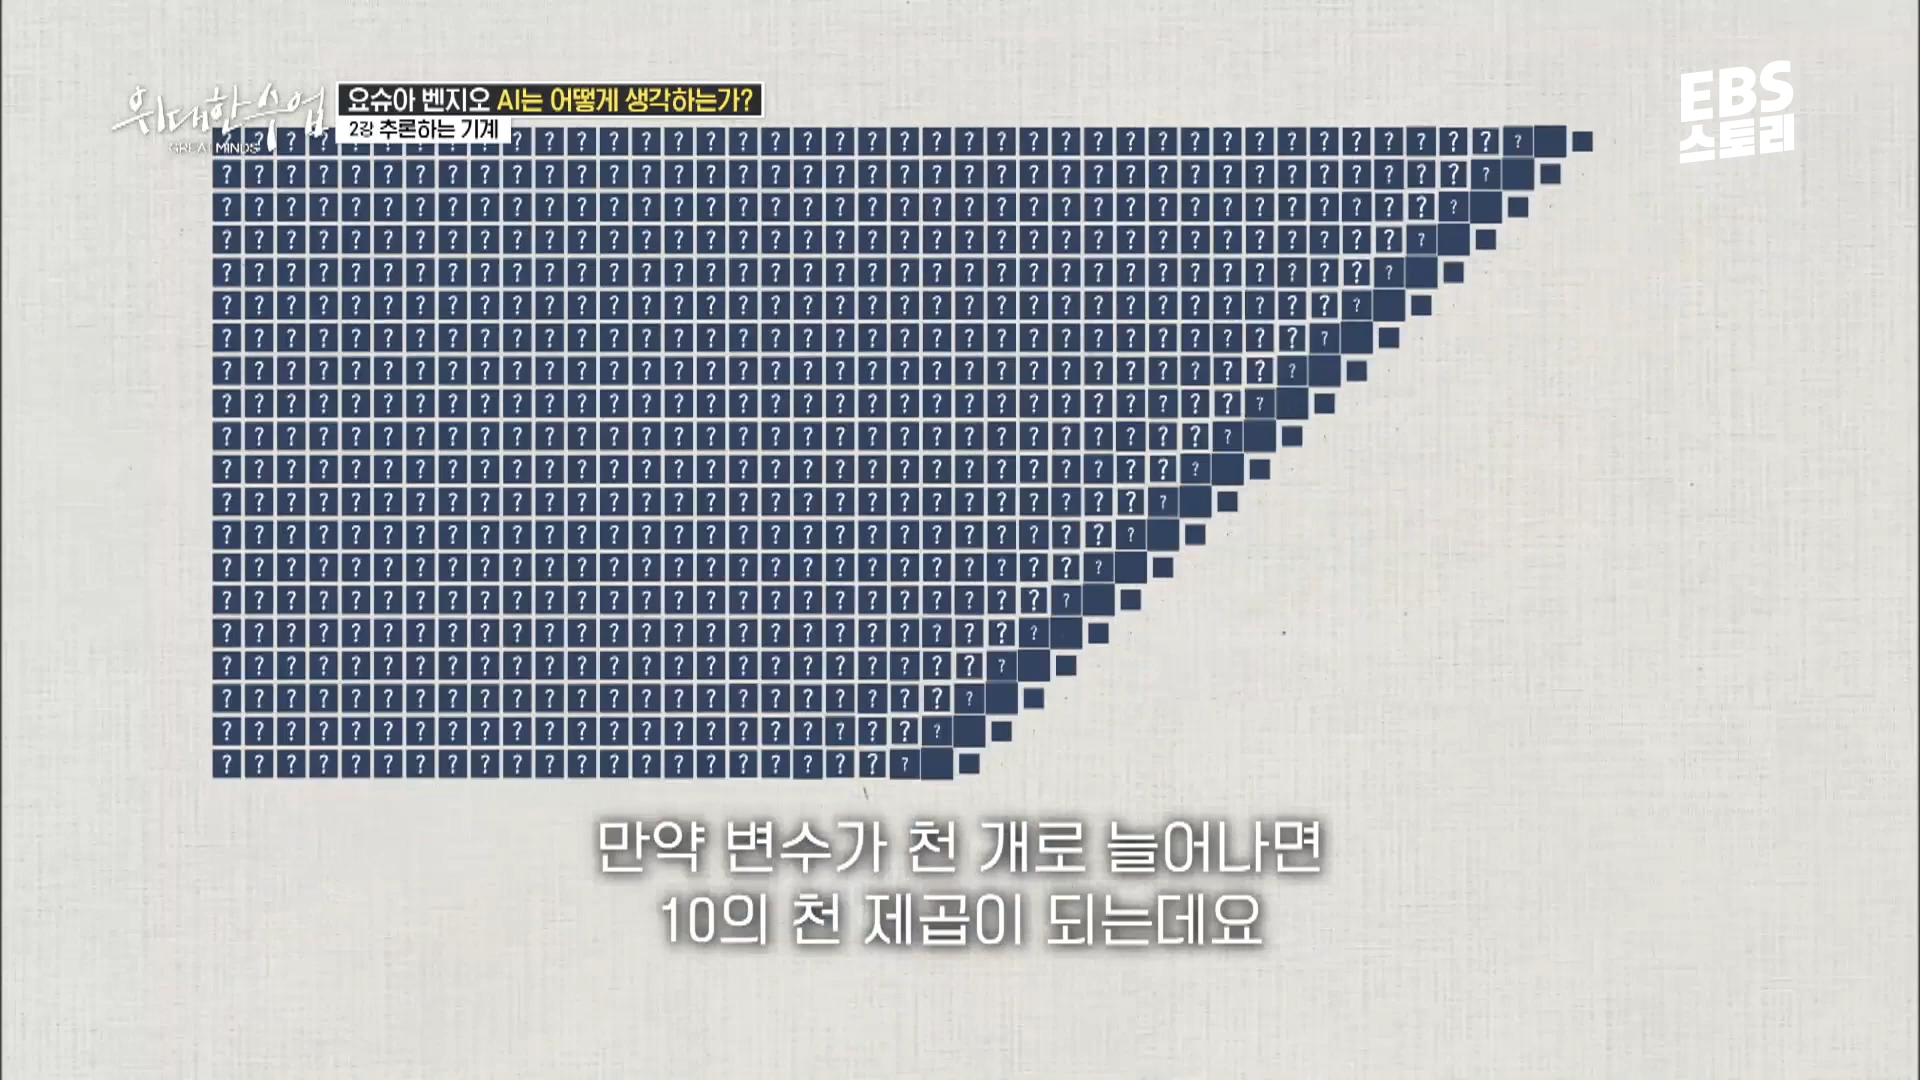 위대한 수업
GREAT MINDS
요슈아 벤지오 AI는 어떻게 생각하는가?
2강 추론하는 기계
EBS
스토리
? ? ? ? ? ? ? ? ? ? ? ? ? ? ? ? ? ? ? ? ? ? ? ? ? ? ? ? ? ? ? ? ? ? ? ? ? ? ? ?
만약 변수가 천 개로 늘어나면
10의 천 제곱이 되는데요